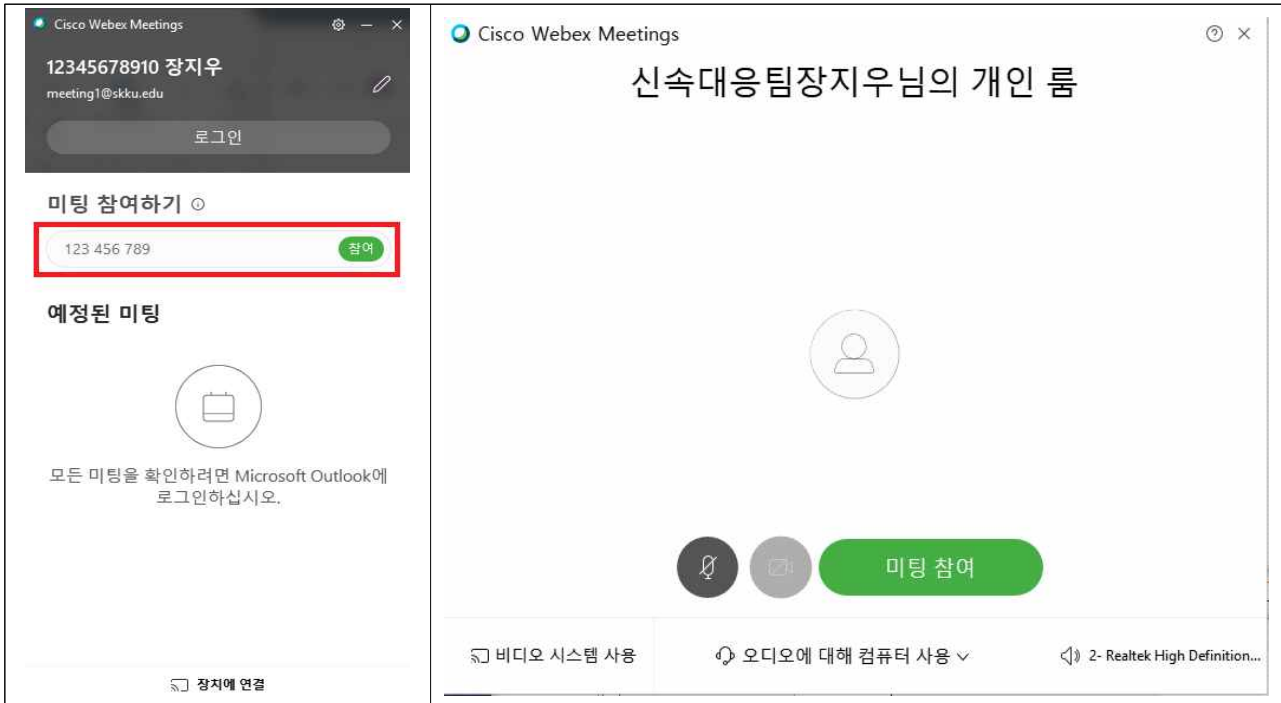 Cisco Webex Meetings
12345678910 장지우
meeting1@skku.edu
로그인
미팅 참여하기
123 456 789
참여
예정된 미팅
모든 미팅을 확인하려면 Microsoft Outlook에
로그인하십시오.
장치에 연결
Cisco Webex Meetings
신속대응팀장지우님의 개인 룸
미팅 참여
비디오 시스템 사용
오디오에 대해 컴퓨터 사용
2- Realtek High Definition...